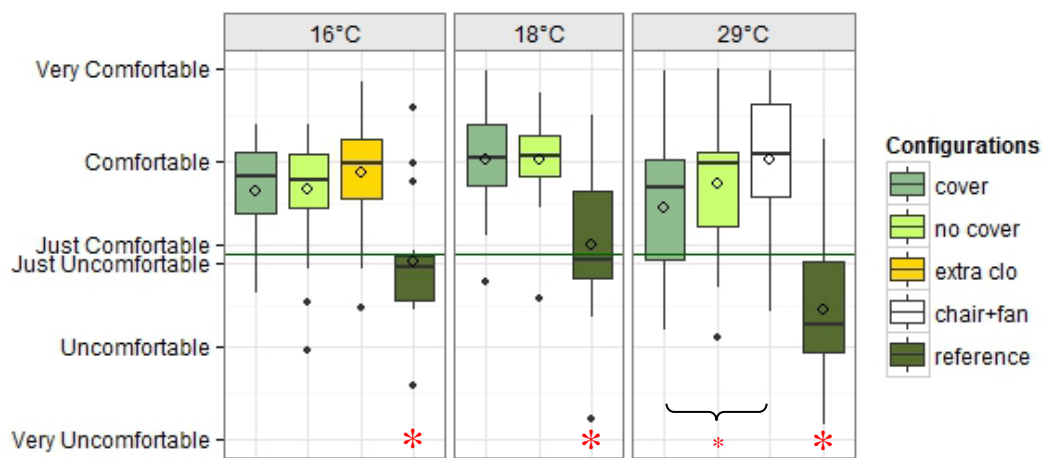 16°C 18°C 29°C
Very Comfortable
Comfortable
Just Comfortable
Just Uncomfortable
Uncomfortable
Very Uncomfortable
* * * *
Configurations
cover
no cover
extra clo
chair+fan
reference